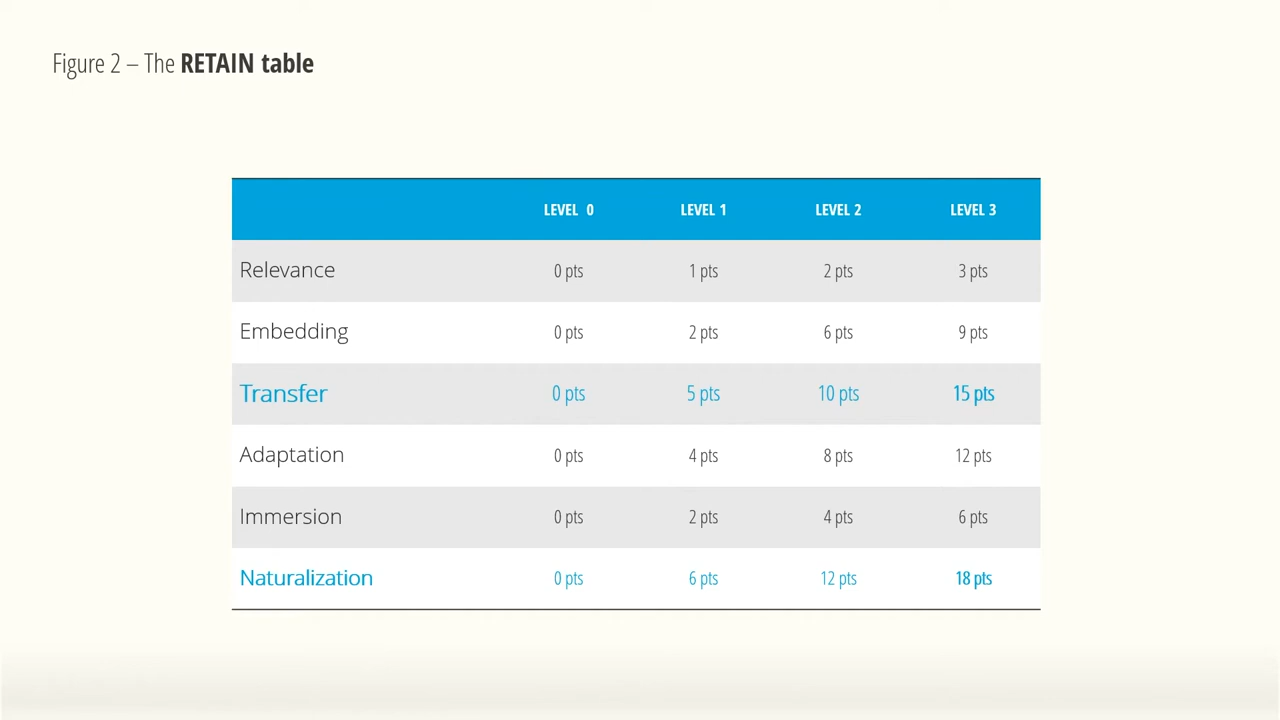 Figure 2 – The RETAIN table
LEVEL 0 LEVEL 1 LEVEL 2 LEVEL 3
Relevance 0 pts 1 pts 2 pts 3 pts
Embedding 0 pts 2 pts 6 pts 9 pts
Transfer 0 pts 5 pts 10 pts 15 pts
Adaptation 0 pts 4 pts 8 pts 12 pts
Immersion 0 pts 2 pts 4 pts 6 pts
Naturalization 0 pts 6 pts 12 pts 18 pts